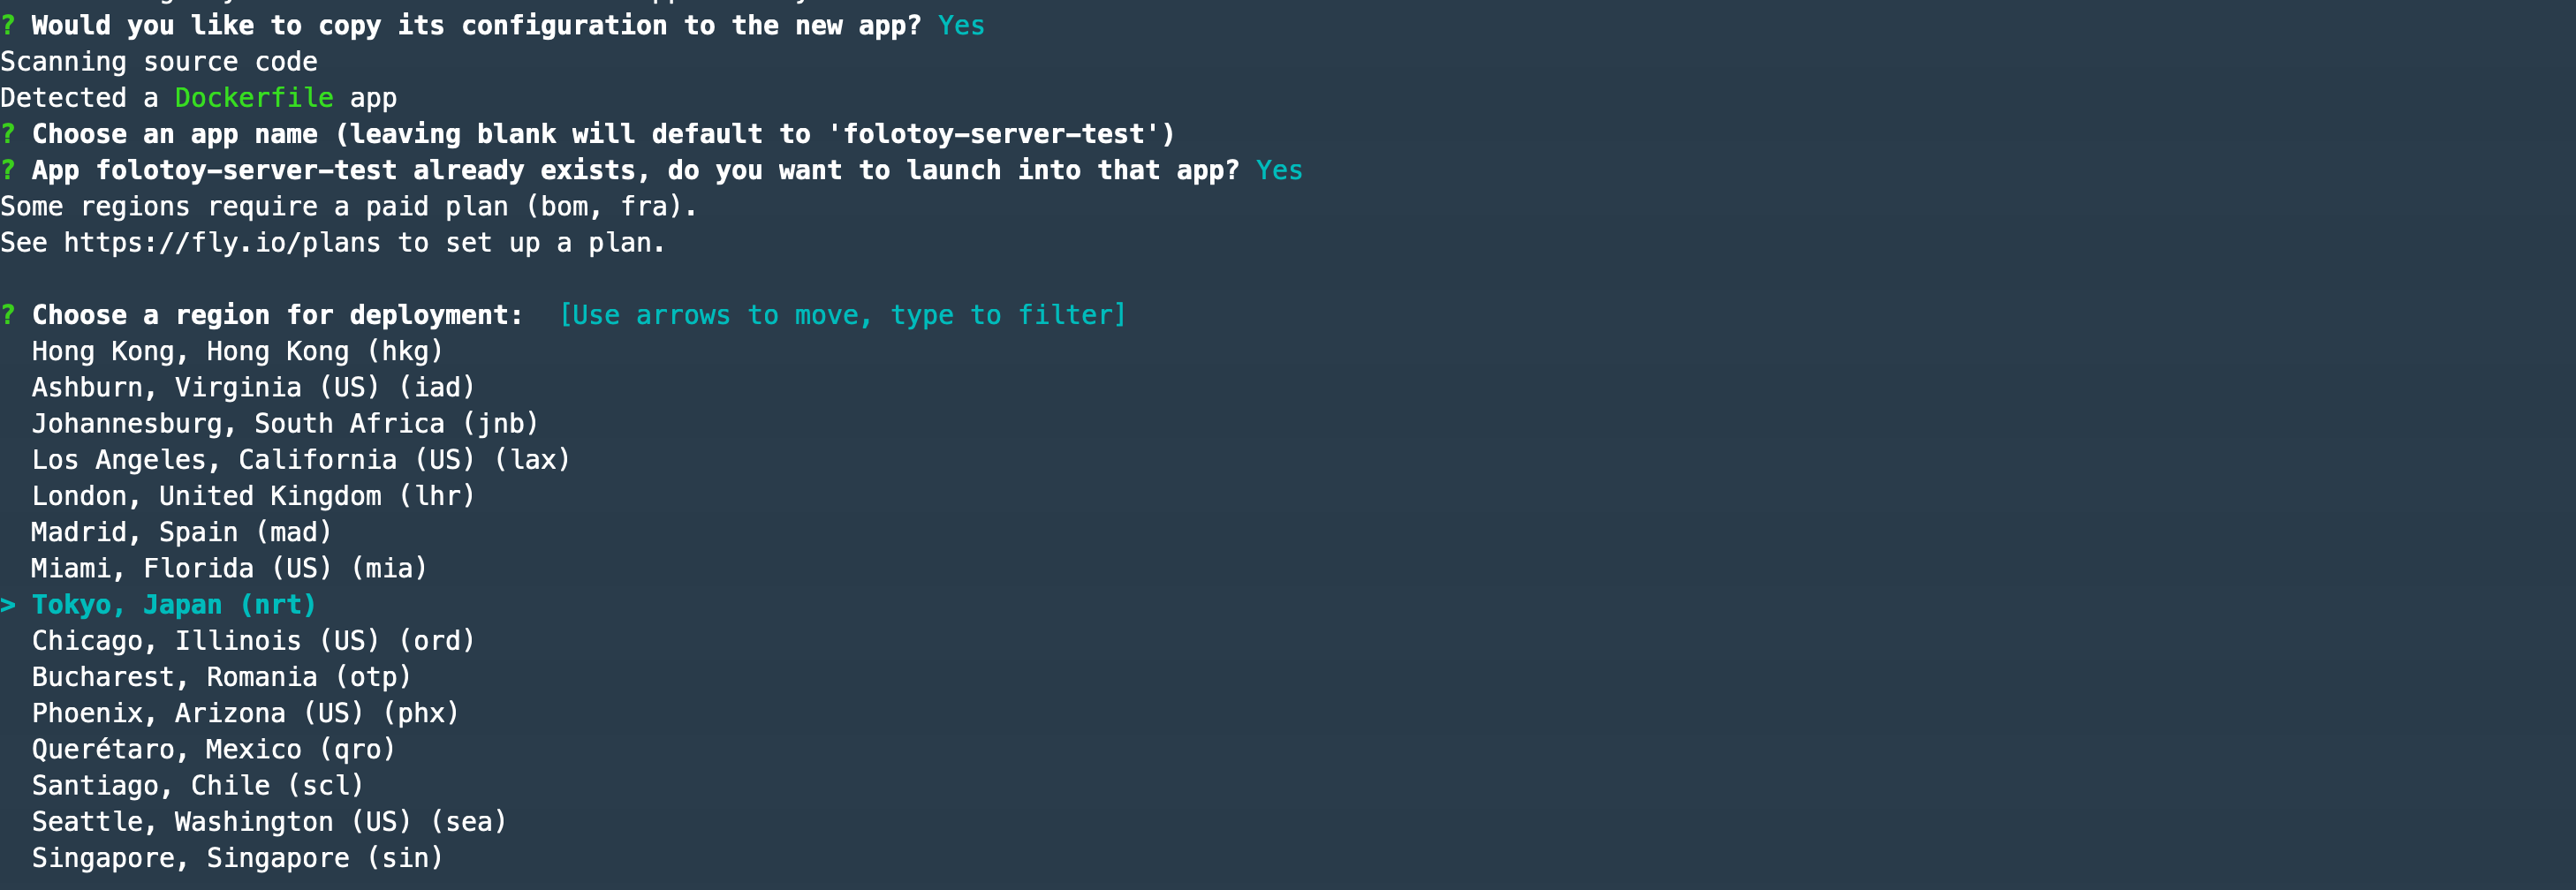 ? Would you like to copy its configuration to the new app? Yes
Scanning source code
Detected a Dockerfile app
? Choose an app name (leaving blank will default to 'folotoy-server-test')
? App folotoy-server-test already exists, do you want to launch into that app? Yes
Some regions require a paid plan (bom, fra).
See https://fly.io/plans to set up a plan.
? Choose a region for deployment: [Use arrows to move, type to filter]
Hong Kong, Hong Kong (hkg)
Ashburn, Virginia (US) (iad)
Johannesburg, South Africa (jnb)
Los Angeles, California (US) (lax)
London, United Kingdom (lhr)
Madrid, Spain (mad)
Miami, Florida (US) (mia)
> Tokyo, Japan (nrt)
Chicago, Illinois (US) (ord)
Bucharest, Romania (otp)
Phoenix, Arizona (US) (phx)
Querétaro, Mexico (qro)
Santiago, Chile (scl)
Seattle, Washington (US) (sea)
Singapore, Singapore (sin)